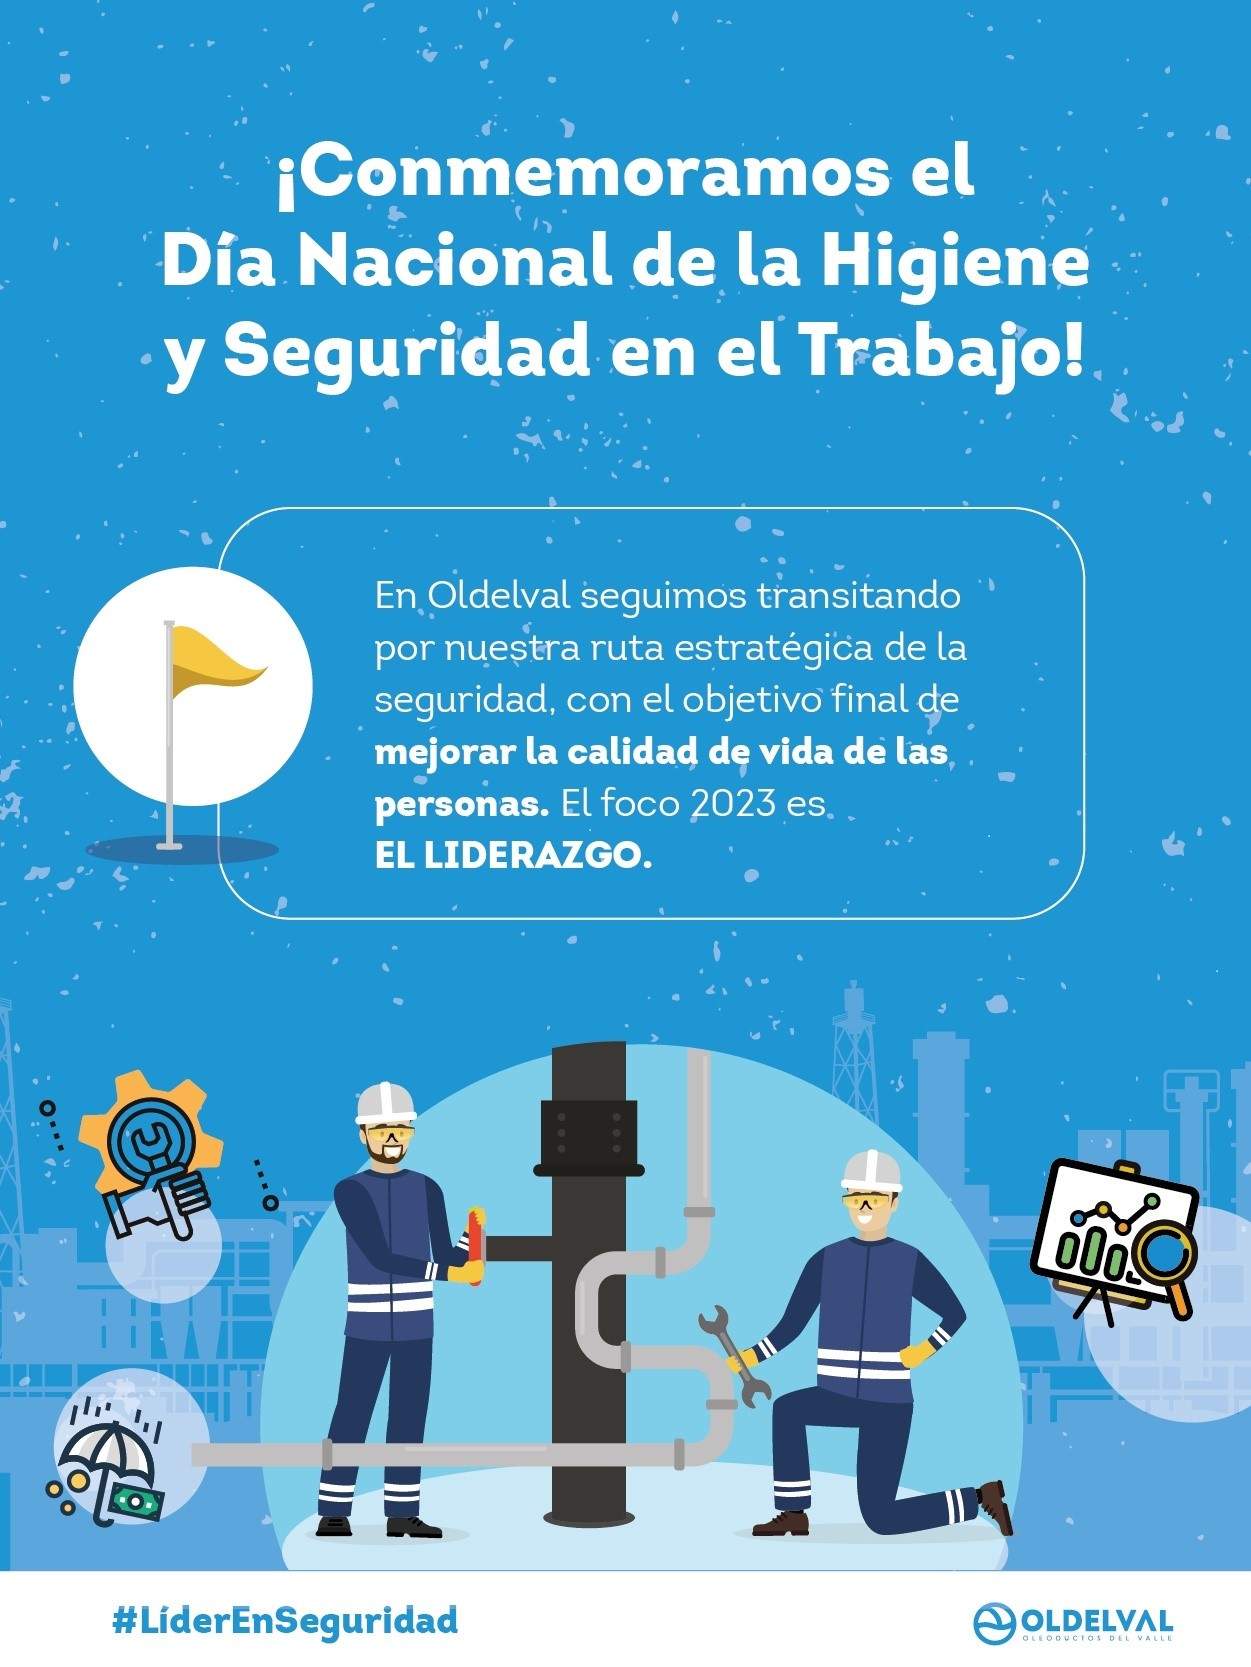 ¡Conmemoramos el
Día Nacional de la Higiene
y Seguridad en el Trabajo!
En Oldelval seguimos transitando
por nuestra ruta estratégica de la
seguridad, con el objetivo final de
mejorar la calidad de vida de las
personas. El foco 2023 es
EL LIDERAZGO.
#LíderEnSeguridad
OLDELVAL
OLEODUCTOS DEL VALLE